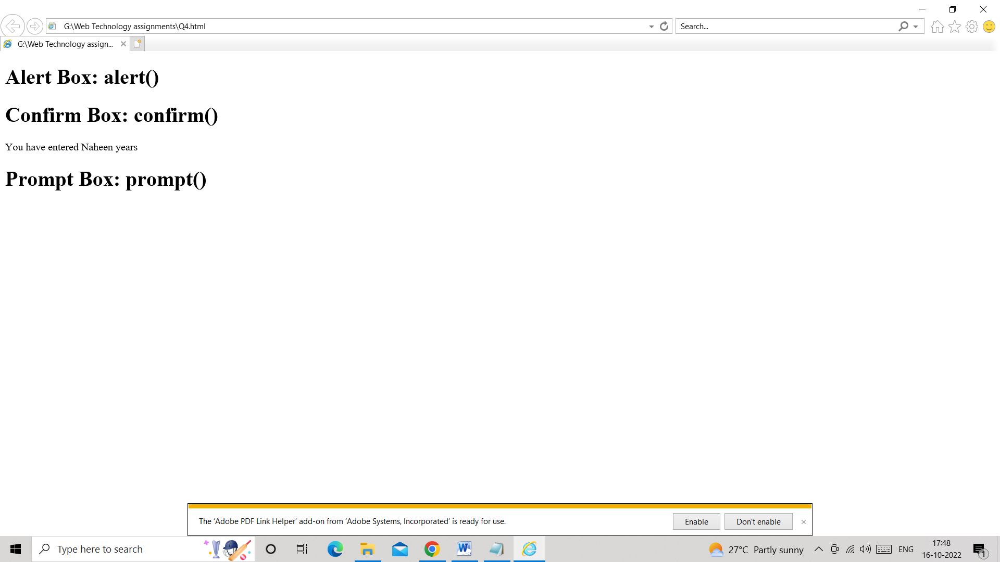 G:\Web Technology assignments\Q4.html
Search...
G:\Web Technology assign...
Alert Box: alert()
Confirm Box: confirm()
You have entered Naheen years
Prompt Box: prompt()
The ‘Adobe PDF Link Helper’ add-on from ‘Adobe Systems, Incorporated’ is ready for use.
Enable
Don’t enable
Type here to search
27°C Partly sunny
ENG
17:48
16-10-2022
1